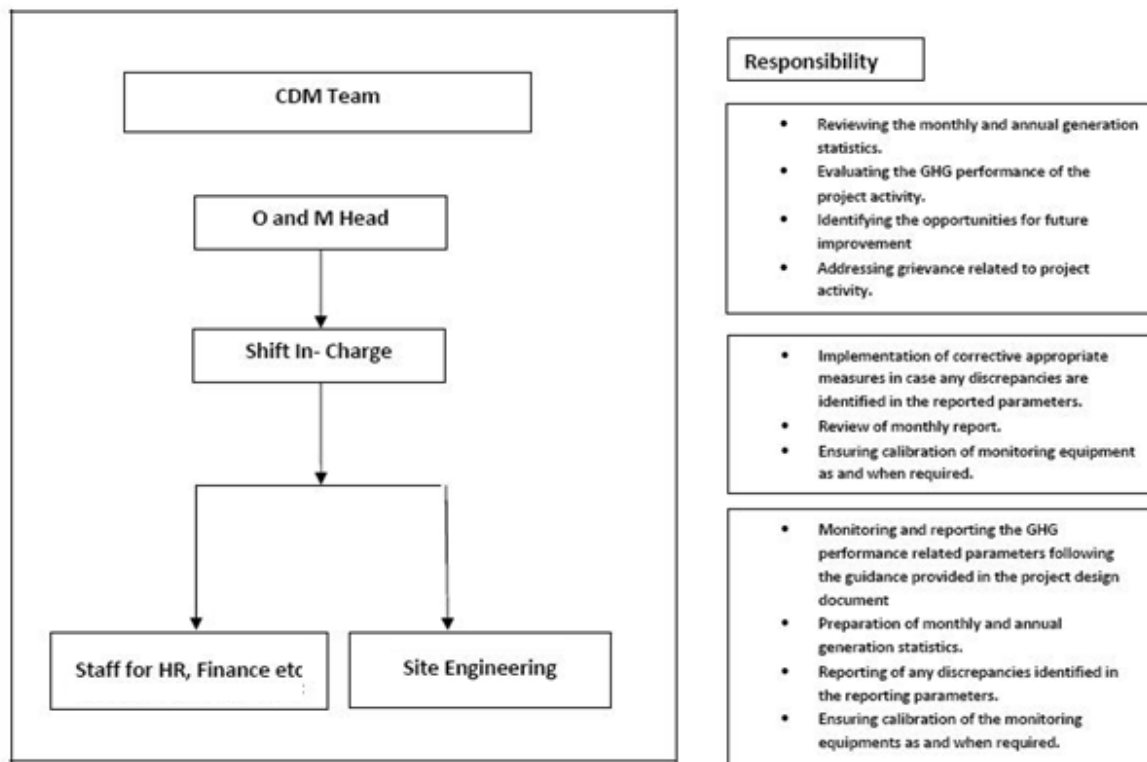 CDM Team
O and M Head
Shift In- Charge
Staff for HR, Finance etc
Site Engineering
Responsibility
• Reviewing the monthly and annual generation
statistics.
• Evaluating the GHG performance of the
project activity.
• Identifying the opportunities for future
improvement
• Addressing grievance related to project
activity.
• Implementation of corrective appropriate
measures in case any discrepancies are
identified in the reported parameters.
• Review of monthly report.
• Ensuring calibration of monitoring equipment
as and when required.
• Monitoring and reporting the GHG
performance related parameters following
the guidance provided in the project design
document
• Preparation of monthly and annual
generation statistics.
• Reporting of any discrepancies identified in
the reporting parameters.
• Ensuring calibration of the monitoring
equipments as and when required.